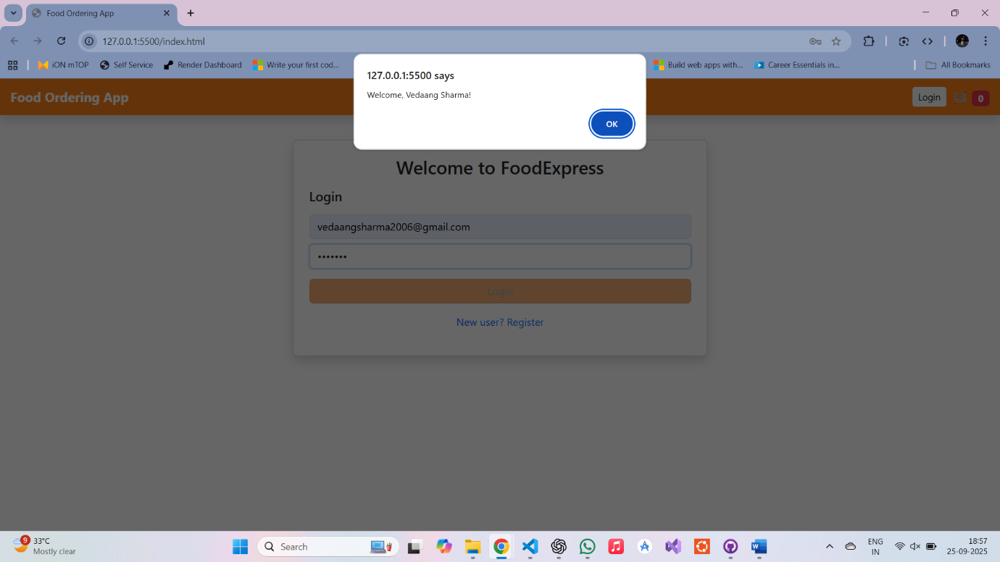 Food Ordering App
127.0.0.1:5500/index.html
iON mTOP Self Service Render Dashboard Write your first cod... Build web apps with... Career Essentials in... All Bookmarks
127.0.0.1:5500 says
Welcome, Vedaang Sharma!
OK
Food Ordering App Login 0
Welcome to FoodExpress
Login
vedaangsharma2006@gmail.com
•••••••
Login
New user? Register
9 33°C
Mostly clear
Search
ENG
IN
18:57
25-09-2025